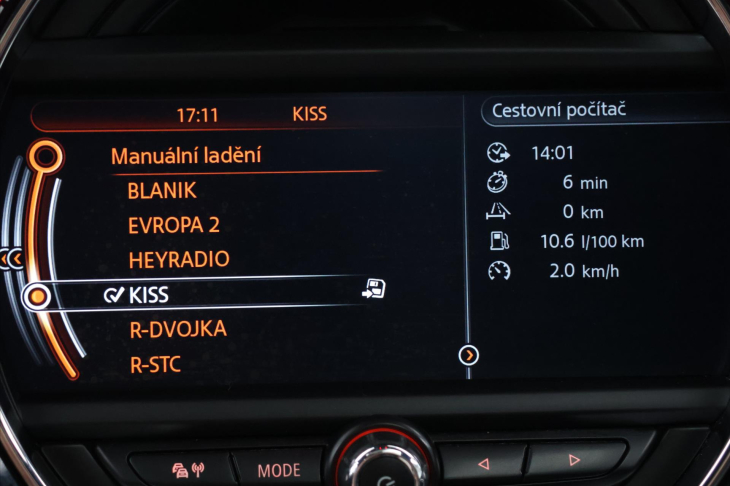 17:11 KISS
Manuální ladění
BLANIK
EVROPA 2
HEYRADIO
KISS
R-DVOJKA
R-STC
Cestovní počítač
14:01
6 min
0 km
10.6 l/100 km
2.0 km/h
MODE